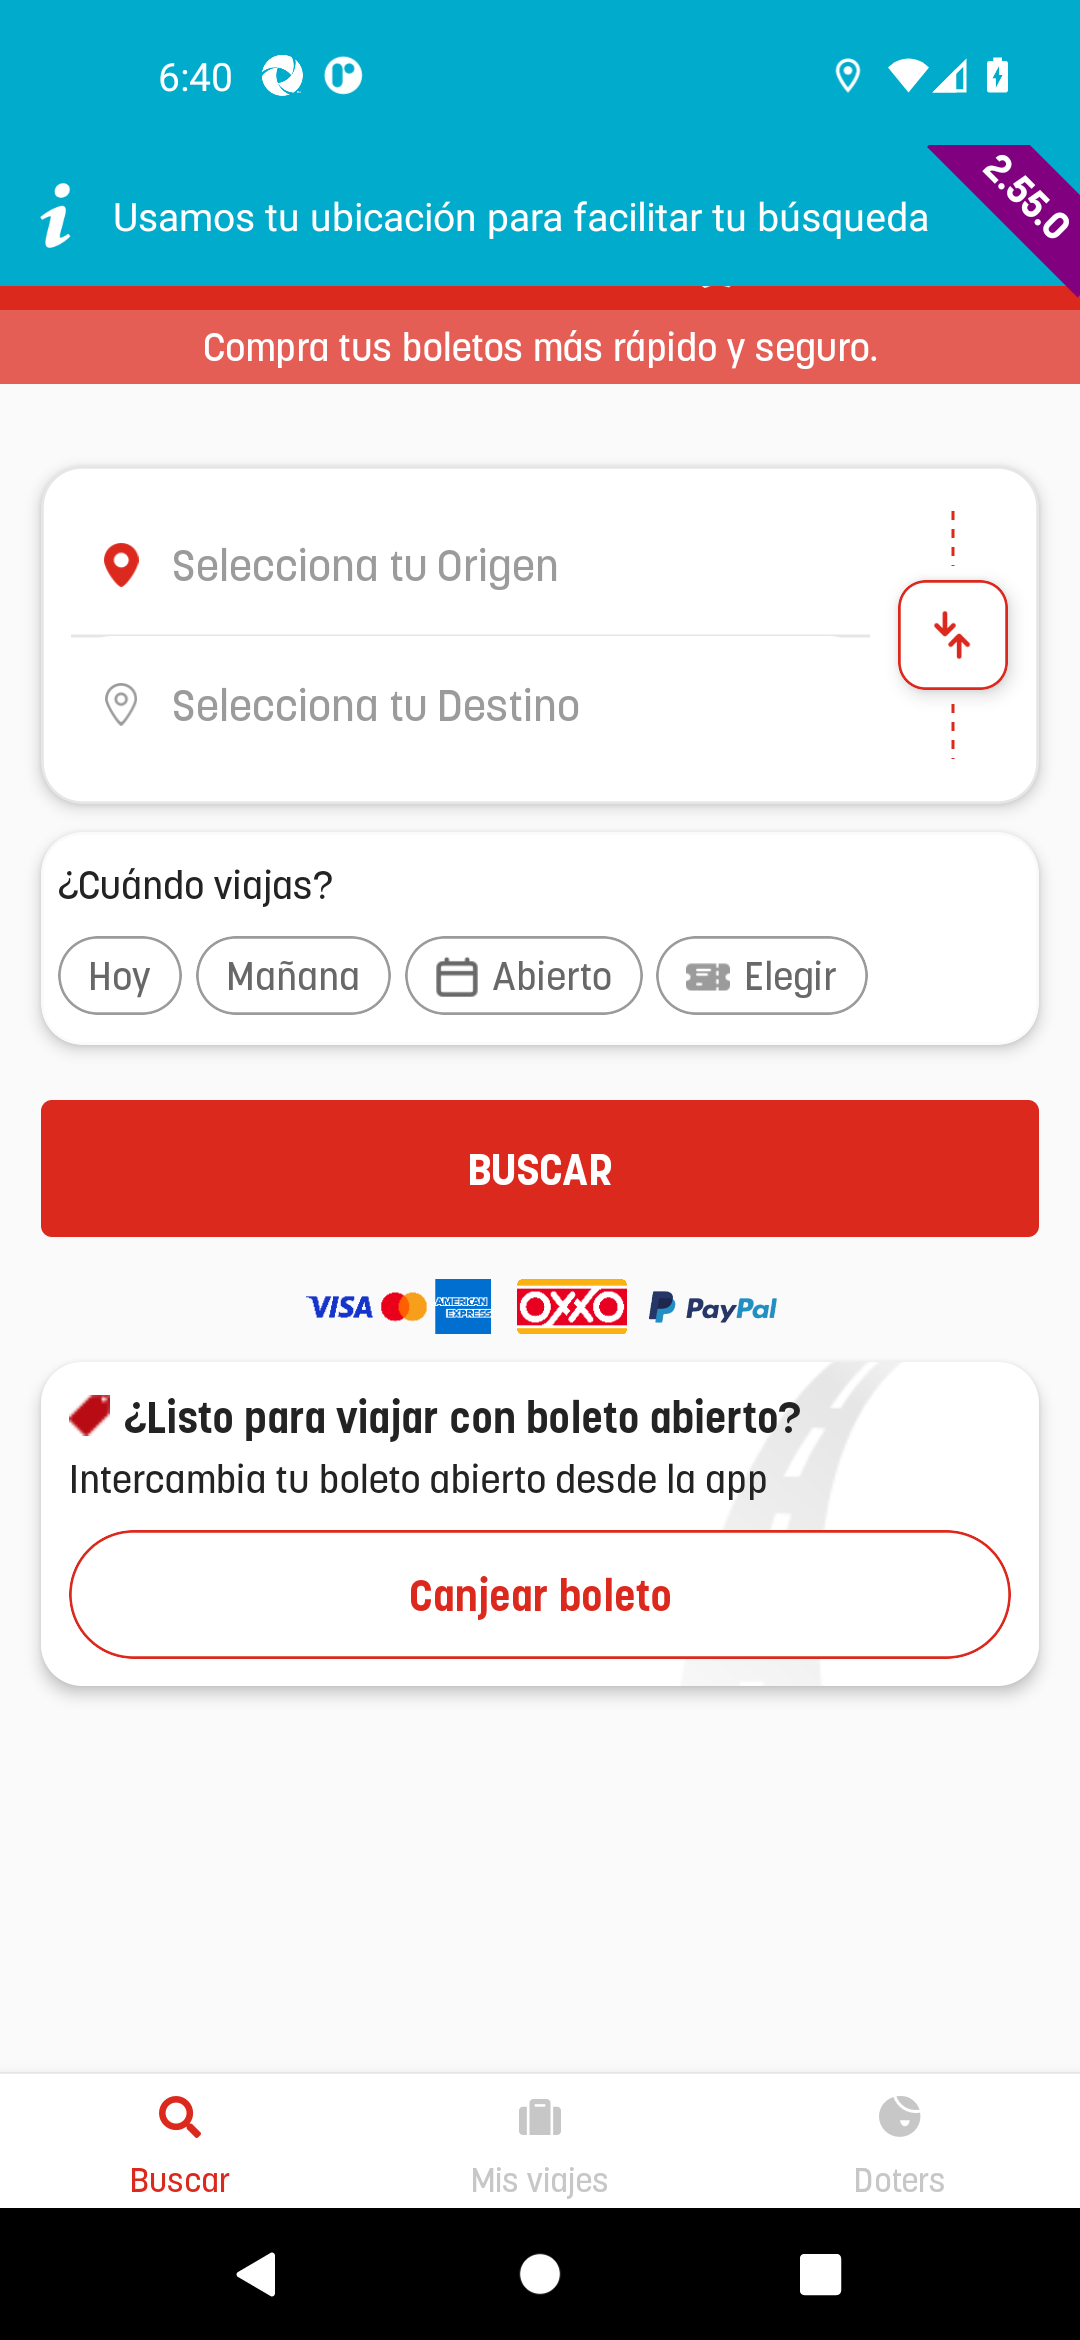 6:40
Usamos tu ubicación para facilitar tu búsqueda
2.55.0
Compra tus boletos más rápido y seguro.
Selecciona tu Origen
Selecciona tu Destino
¿Cuándo viajas?
Hoy
Mañana
Abierto
Elegir
BUSCAR
VISA
AMERICAN EXPRESS
OXXO
PayPal
¿Listo para viajar con boleto abierto?
Intercambia tu boleto abierto desde la app
Canjear boleto
Buscar
Mis viajes
Doters